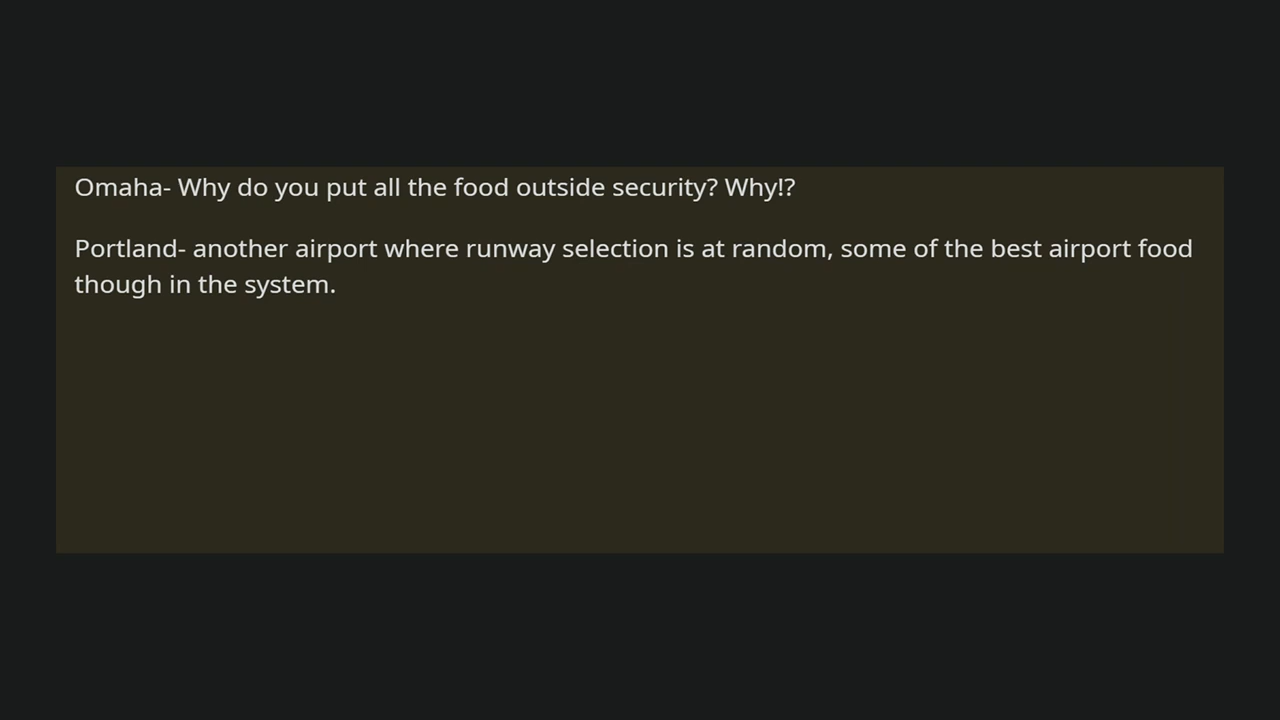 Omaha- Why do you put all the food outside security? Why!?
Portland- another airport where runway selection is at random, some of the best airport food
though in the system.